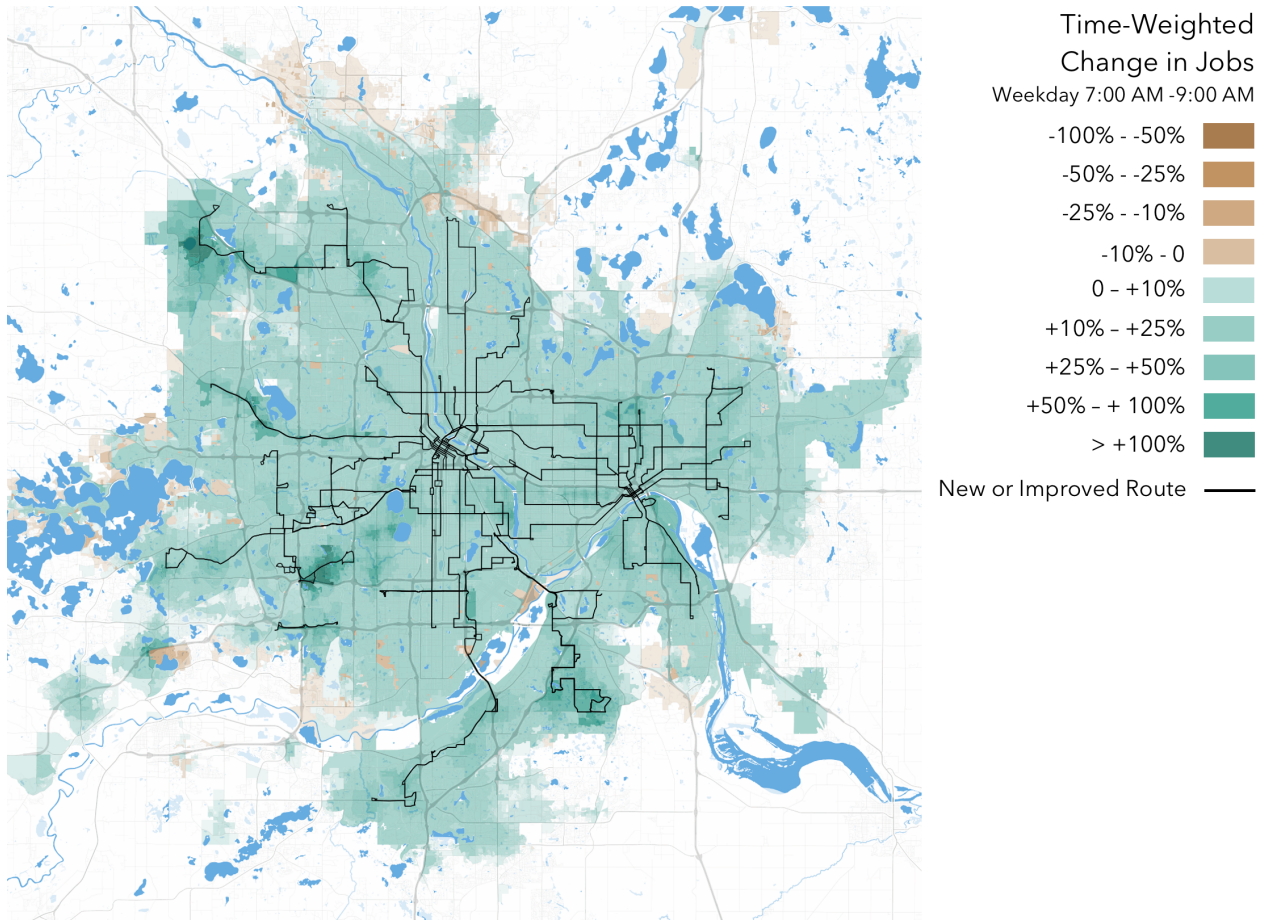 Time-Weighted
Change in Jobs
Weekday 7:00 AM -9:00 AM
-100% - -50%
-50% - -25%
-25% - -10%
-10% - 0
0 – +10%
+10% – +25%
+25% – +50%
+50% – + 100%
> +100%
New or Improved Route